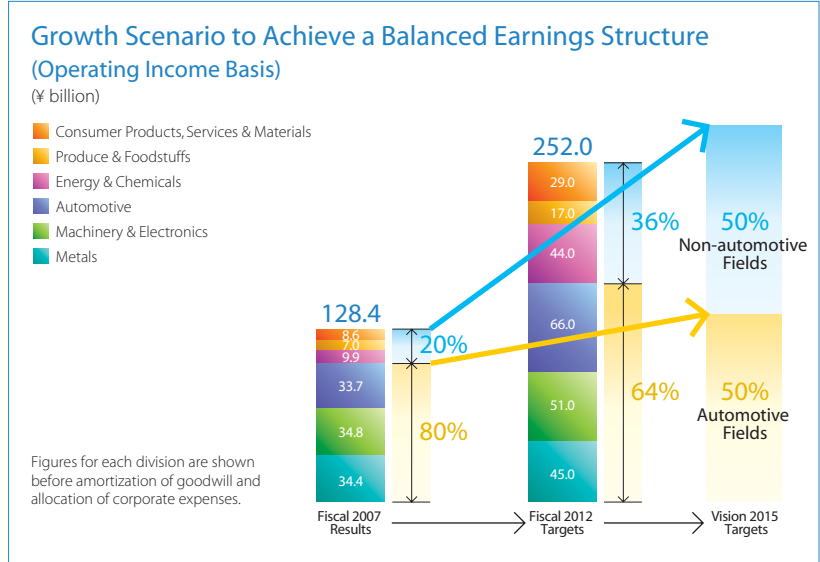 Growth Scenario to Achieve a Balanced Earnings Structure
(Operating Income Basis)
(¥ billion)
Consumer Products, Services & Materials
Produce & Foodstuffs
Energy & Chemicals
Automotive
Machinery & Electronics
Metals
128.4
8.6
7.0
9.9
33.7
34.8
34.4
20%
80%
252.0
29.0
17.0
44.0
66.0
51.0
45.0
36%
64%
50%
Non-automotive
Fields
50%
Automotive
Fields
Figures for each division are shown
before amortization of goodwill and
allocation of corporate expenses.
Fiscal 2007
Results
Fiscal 2012
Targets
Vision 2015
Targets